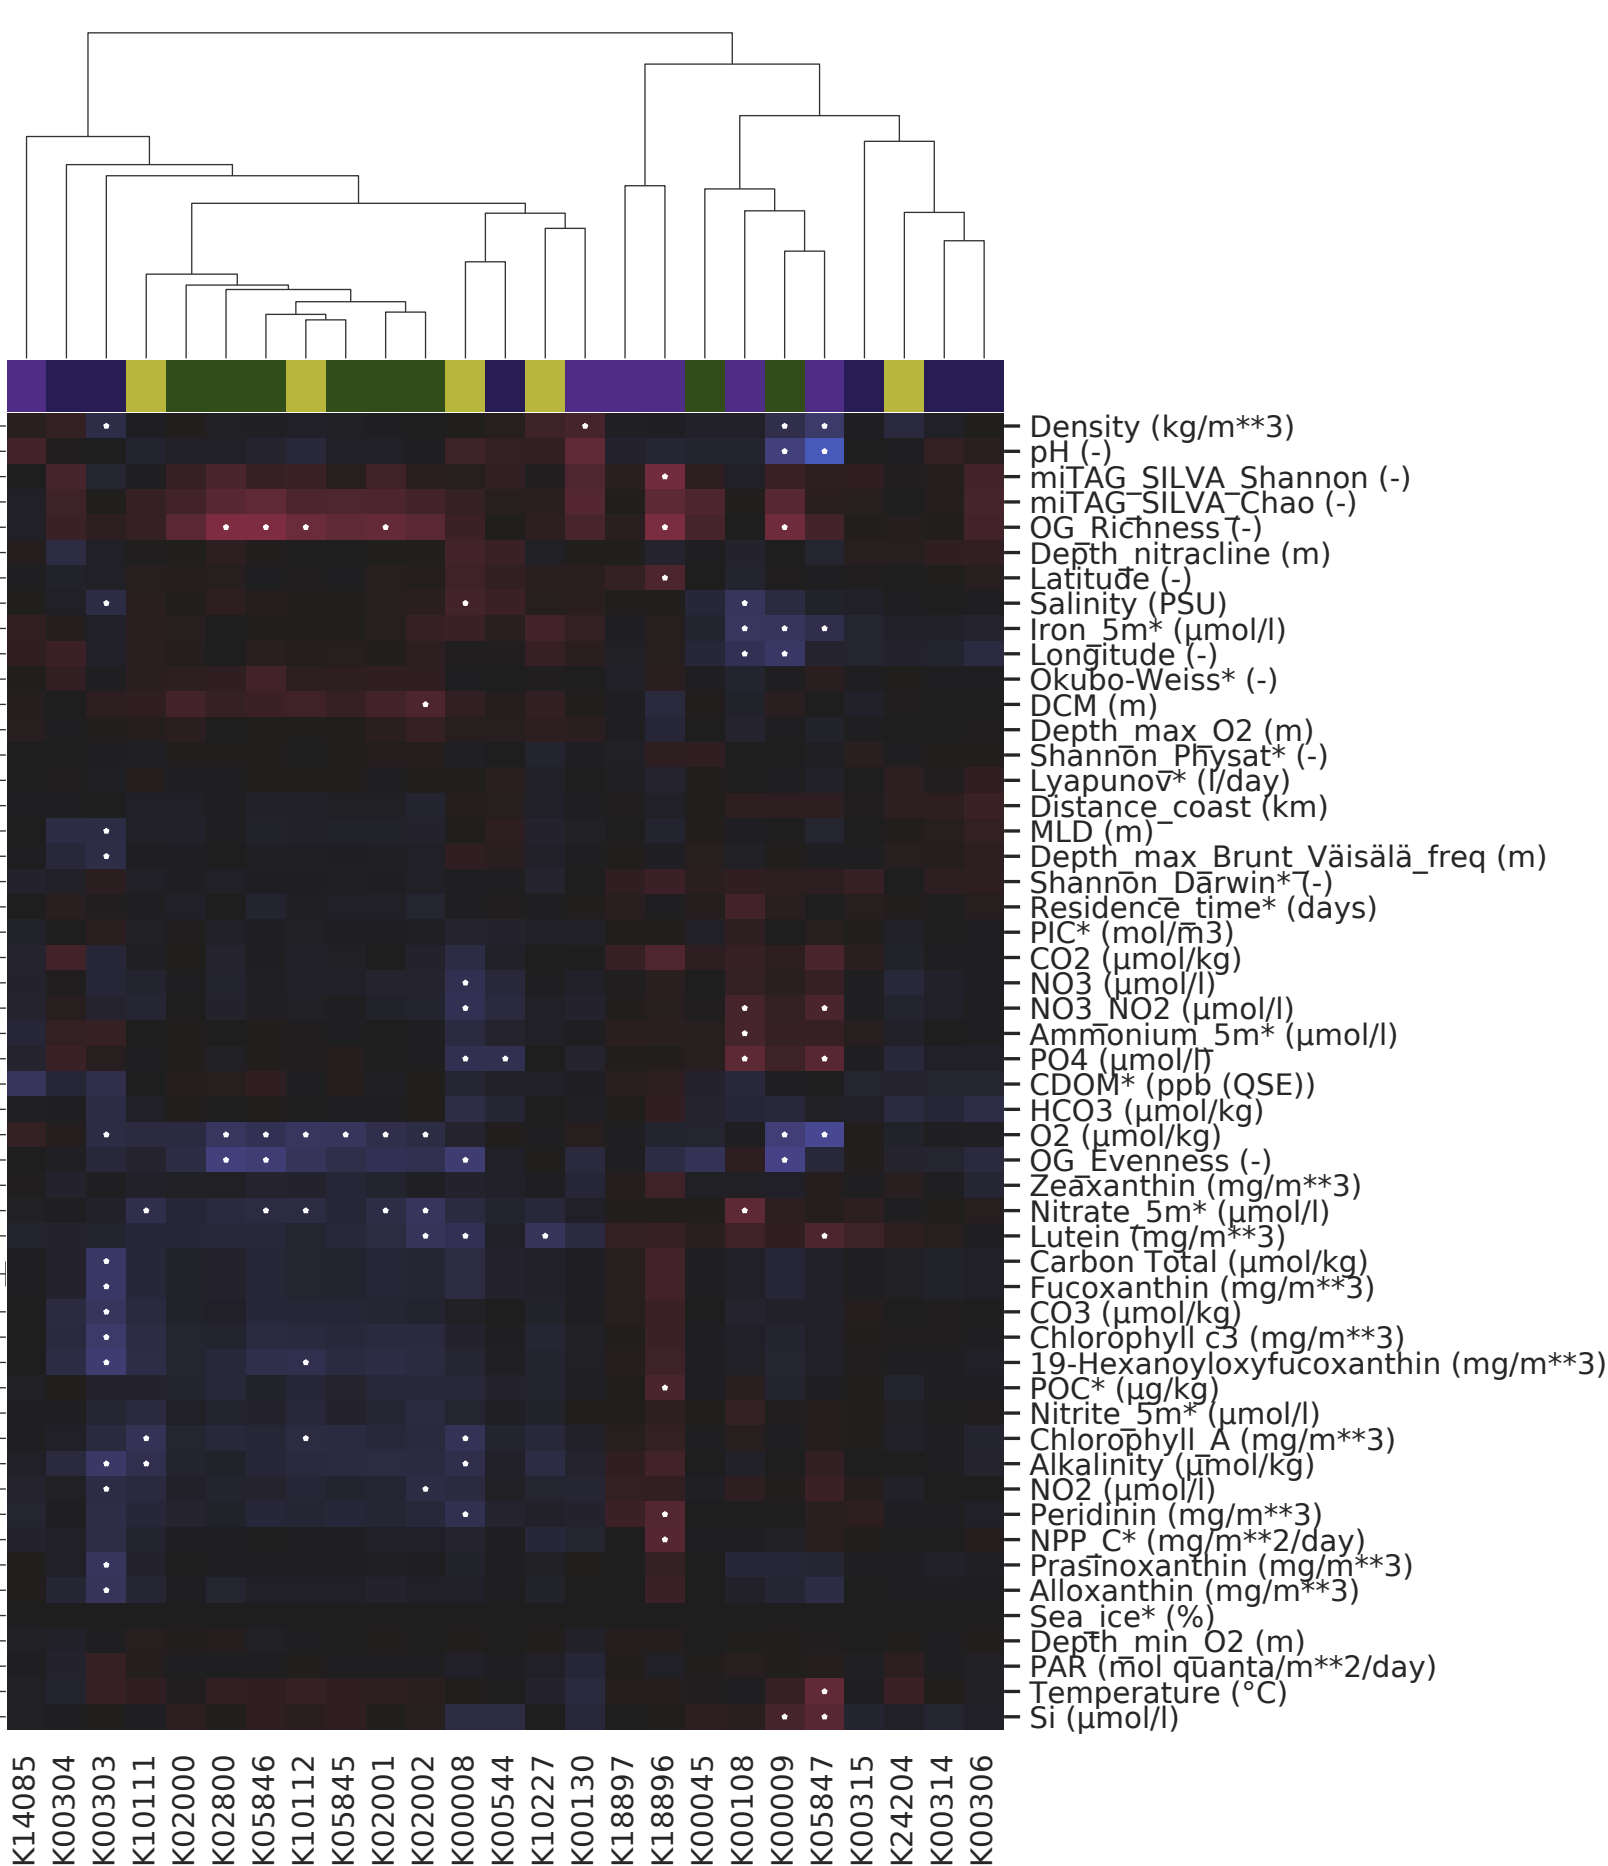 Density (kg/m**3)
pH (-)
miTAG_SILVA_Shannon (-)
miTAG_SILVA_Chao (-)
OG_Richness (-)
Depth_nitracline (m)
Latitude (-)
Salinity (PSU)
Iron_5m* (µmol/l)
Longitude (-)
Okubo-Weiss* (-)
DCM (m)
Depth_max_O2 (m)
Shannon_Physat* (-)
Lyapunov* (l/day)
Distance_coast (km)
MLD (m)
Depth_max_Brunt_Väisälä_freq (m)
Shannon_Darwin* (-)
Residence_time* (days)
PIC* (mol/m3)
CO2 (µmol/kg)
NO3 (µmol/l)
NO3_NO2 (µmol/l)
Ammonium_5m* (µmol/l)
PO4 (µmol/l)
CDOM* (ppb (QSE))
HCO3 (µmol/kg)
O2 (µmol/kg)
OG_Evenness (-)
Zeaxanthin (mg/m**3)
Nitrate_5m* (µmol/l)
Lutein (mg/m**3)
Carbon Total (µmol/kg)
Fucoxanthin (mg/m**3)
CO3 (µmol/kg)
Chlorophyll c3 (mg/m**3)
19-Hexanoyloxyfucoxanthin (mg/m**3)
POC* (µg/kg)
Nitrite_5m* (µmol/l)
Chlorophyll_A (mg/m**3)
Alkalinity (µmol/kg)
NO2 (µmol/l)
Peridinin (mg/m**3)
NPP_C* (mg/m**2/day)
Prasinoxanthin (mg/m**3)
Alloxanthin (mg/m**3)
Sea_ice* (%)
Depth_min_O2 (m)
PAR (mol quanta/m**2/day)
Temperature (°C)
Si (µmol/l)
K14085
K00304
K00303
K10111
K02000
K02800
K05846
K10112
K05845
K02001
K02002
K00008
K00544
K10227
K00130
K18897
K18896
K00045
K00108
K00009
K05847
K00315
K24204
K00314
K00306